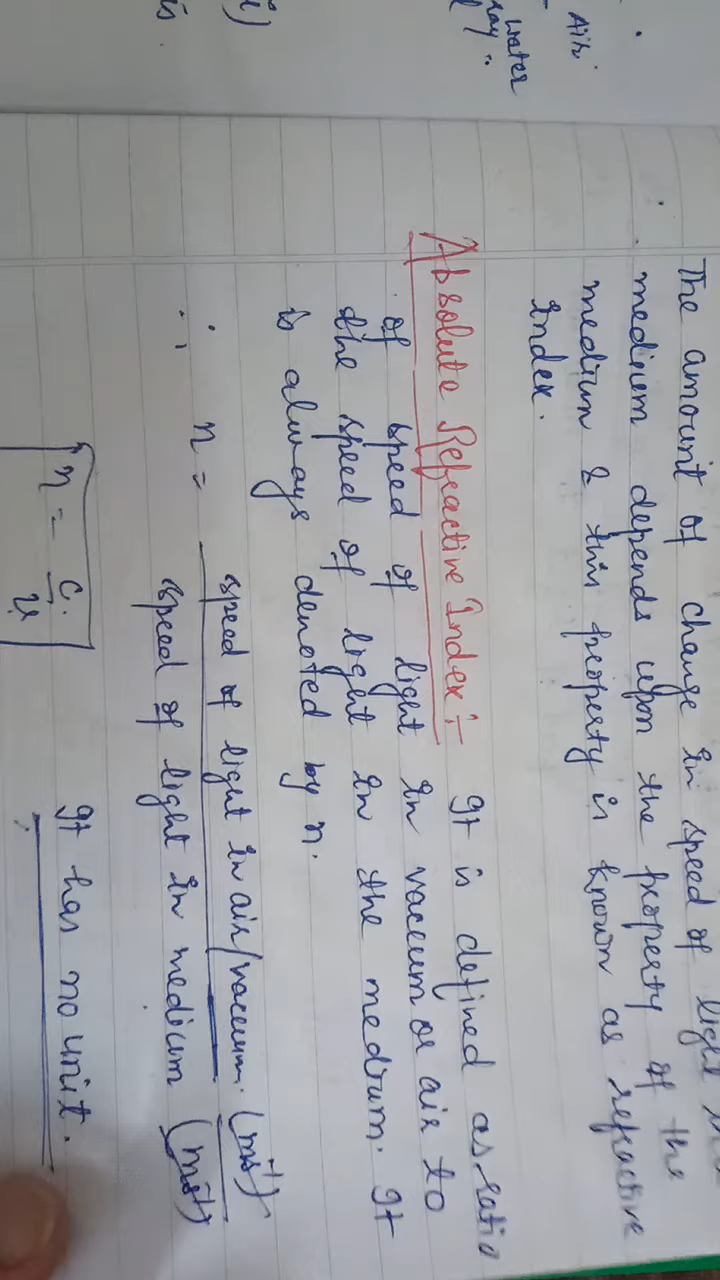 Air.
water
ray
The amount of change in speed of light
medium depends upon the property of the
medium & this property is known as refractive
index.
Absolute Refractive Index:- It is defined as ratio
of speed of light in vaccum or air to
the speed of light in the medium. It
is always denoted by n.
∴ n = speed of light in air/vaccum. (ms⁻¹)
speed of light in medium (ms⁻¹)
n = c
v
It has no unit.